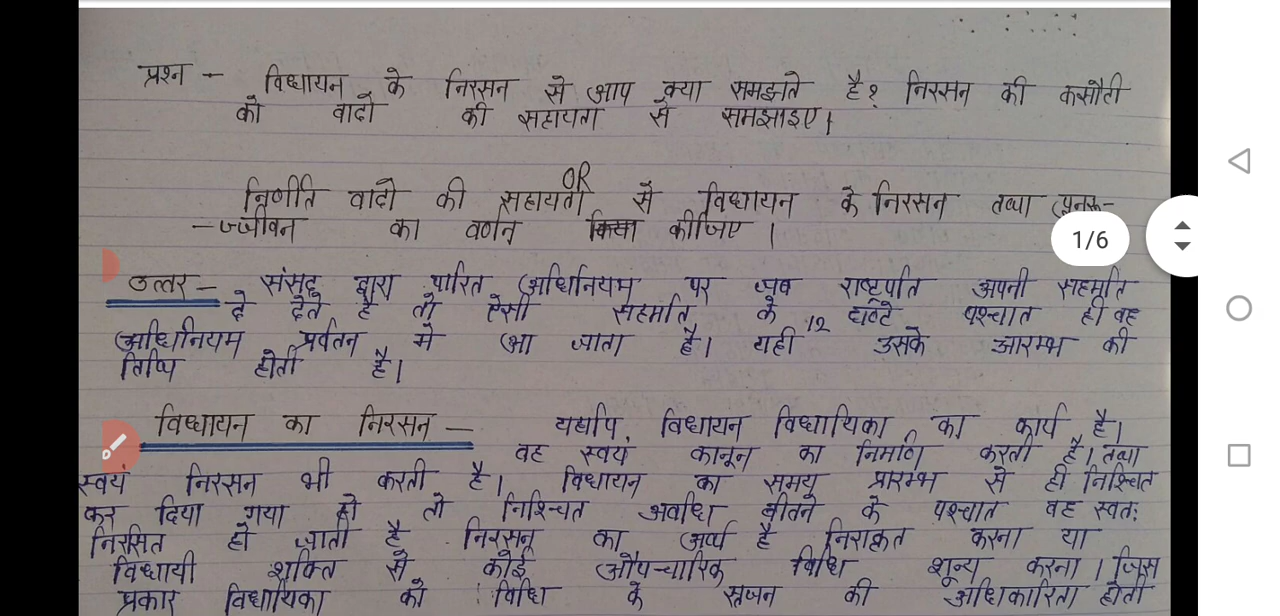 प्रश्न - विधायन के निरसन से आप क्या समझते है? निरसन की कसौटी
को वादो की सहायता से समझाइए।
OR
निर्णीत वादो की सहायता से विधायन के निरसन तथा पुनरू-
-ज्जीवन का वर्णन किया कीजिए।
1/6
उत्तर - संसद द्वारा पारित अधिनियम पर जब राष्ट्रपति अपनी सहमति
दे देते है तो ऐसी सहमति के 12 घण्टे पश्चात ही वह
अधिनियम प्रर्वतन मे आ जाता है। यही उसके आरम्भ की
तिथि होती है।
विधायन का निरसन - यद्यपि विधायन विधायिका का कार्य है।
वह स्वयं कानून का निर्माण करती है। तथा
स्वयं निरसन भी करती है। विधायन का समय प्रारम्भ से ही निश्चित
कर दिया गया हो तो निश्चित अवधि बीतने के पश्चात वह स्वतः
निरसित हो जाती है निरसन का अर्थ है निराकृत करना या
विधायी शक्ति से कोई औपचारिक विधि शून्य करना। जिस
प्रकार विधायिका को विधि के सृजन की अधिकारिता होती